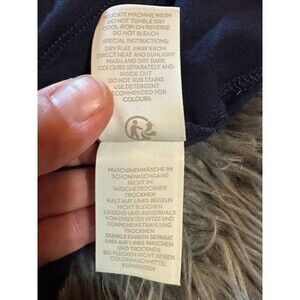 DELICATE MACHINE WASH
DO NOT TUMBLE DRY
COOL IRON ON REVERSE
DO NOT BLEACH
SPECIAL INSTRUCTIONS:
DRY FLAT, AWAY FROM
DIRECT HEAT AND SUNLIGHT
WASH AND DRY DARK
COLOURS SEPARATELY AND
INSIDE OUT
DO NOT RUB STAINS
USE DETERGENT
RECOMMENDED FOR
COLOURS.
MASCHINENWÄSCHE IM
SCHONWASCHGANG
NICHT IM
WÄSCHETROCKNER
TROCKNEN
KALT AUF LINKS BÜGELN
NICHT BLEICHEN
LIEGEND UND AUSSERHALB
VON DIREKTER HITZE UND
SONNENEINSTRAHLUNG
TROCKNEN
DUNKLE FARBEN SEPARAT
UND AUF LINKS WASCHEN
UND TROCKNEN
BEI FLECKEN NICHT REIBEN
COLORWASCHMITTEL
VERWENDEN